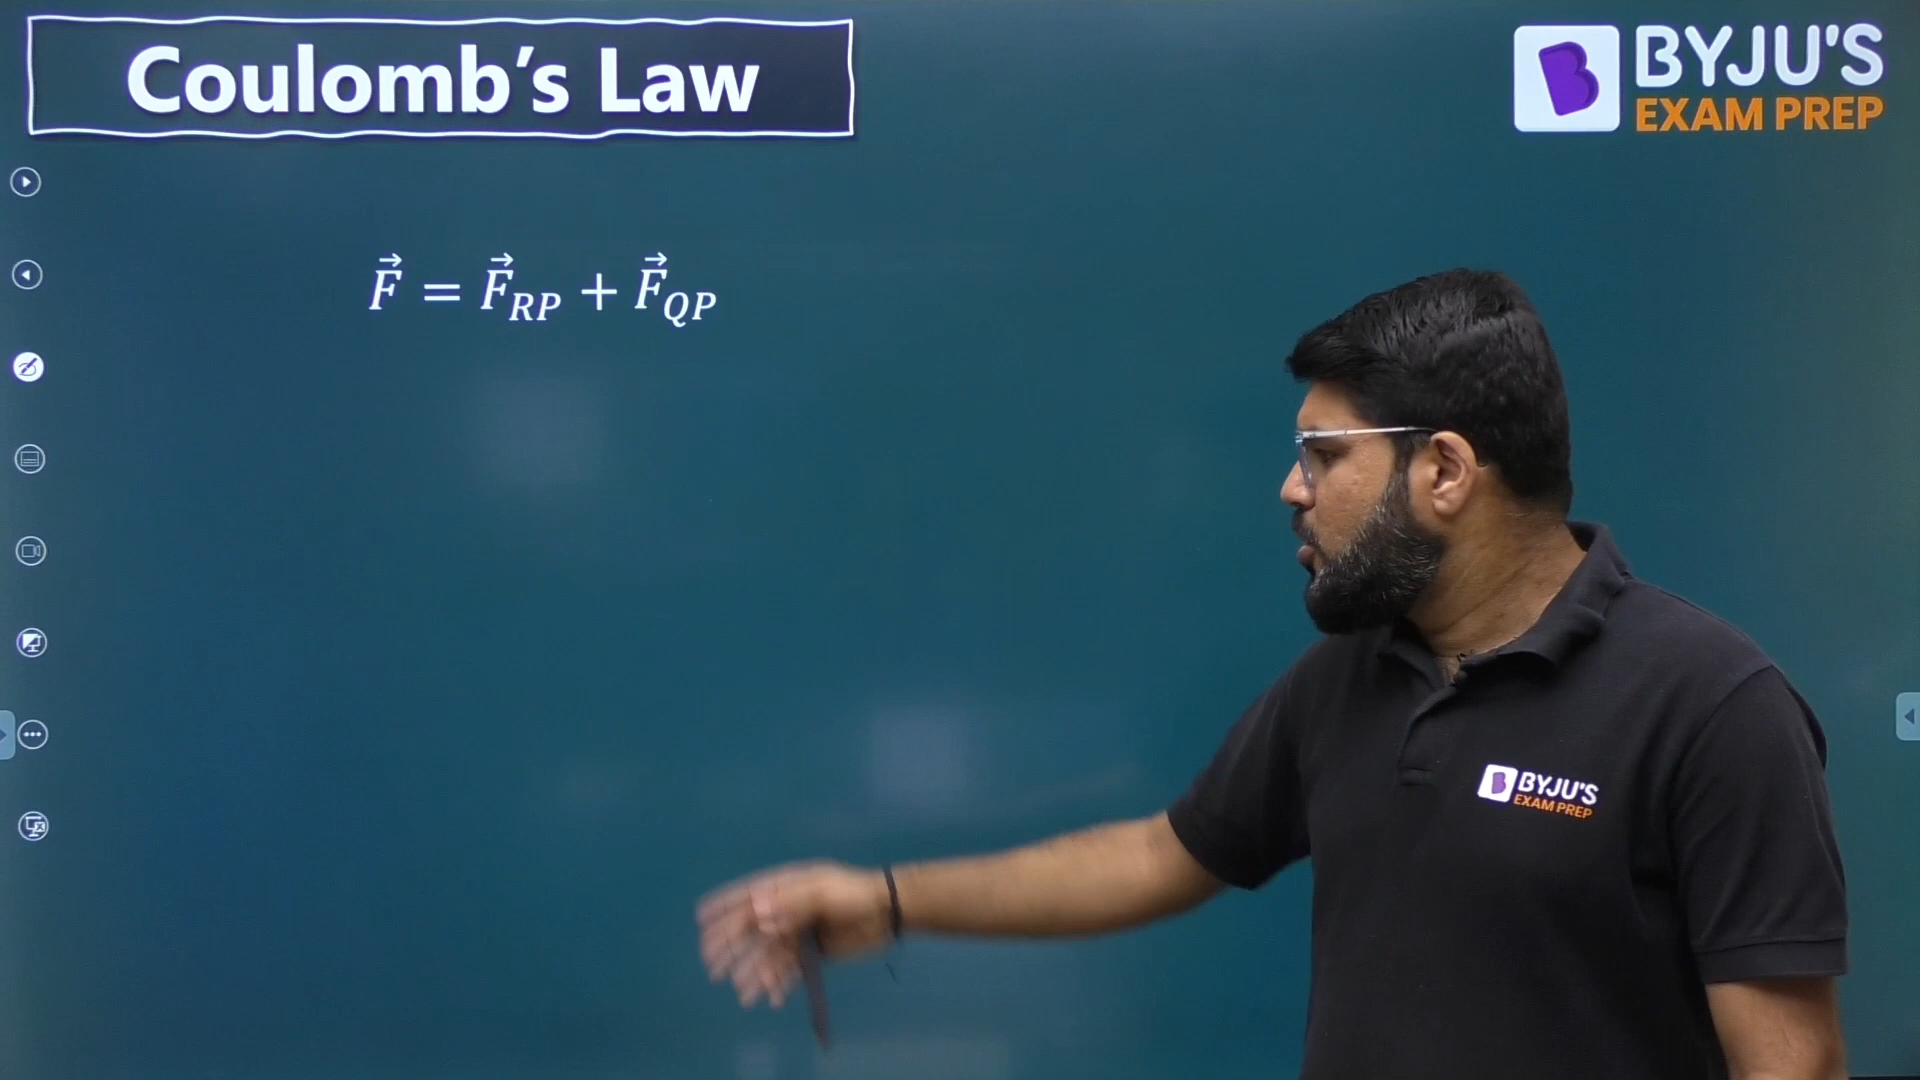 Coulomb's Law
BYJU'S
EXAM PREP
F⃗ = F⃗_RP + F⃗_QP
BYJU'S
EXAM PREP